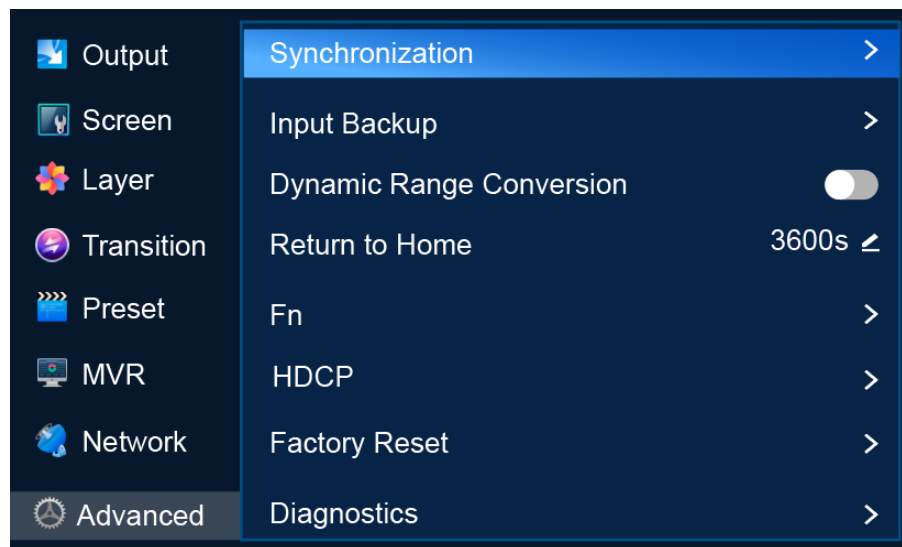 Output
Screen
Layer
Transition
Preset
MVR
Network
Advanced
Synchronization >
Input Backup >
Dynamic Range Conversion
Return to Home 3600s
Fn >
HDCP >
Factory Reset >
Diagnostics >